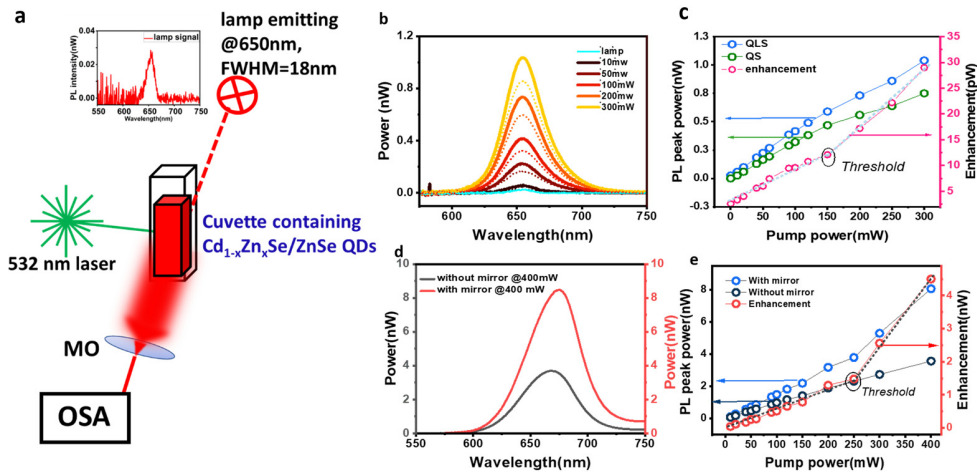 a
lamp emitting
@650nm,
FWHM=18nm
PL intensity(nW)
0.04
0.02
0.00
lamp signal
550 600 650 700 750
Wavelength(nm)
532 nm laser
Cuvette containing
Cd1-xZnxSe/ZnSe QDs
MO
OSA
b
Power (nW)
1.2
0.8
0.4
0.0
lamp
10mw
50mw
100mW
200mw
300mW
600 650 700 750
Wavelength(nm)
c
PL peak power(nW)
1.3
1.0
0.8
0.5
0.3
0.0
-0.3
QLS
QS
enhancement
Threshold
35
30
25
20
15
10
5
Enhancement(pW)
0 50 100 150 200 250 300
Pump power(mW)
d
Power(nW)
10
8
6
4
2
0
without mirror @400mW
with mirror @400 mW
10
8
6
4
2
0
Power(nW)
550 600 650 700 750
Wavelength(nm)
e
PL peak power(nW)
8
6
4
2
0
With mirror
Without mirror
Enhancement
Threshold
4
3
2
1
0
Enhancement(nW)
0 50 100 150 200 250 300 350 400
Pump power(mW)